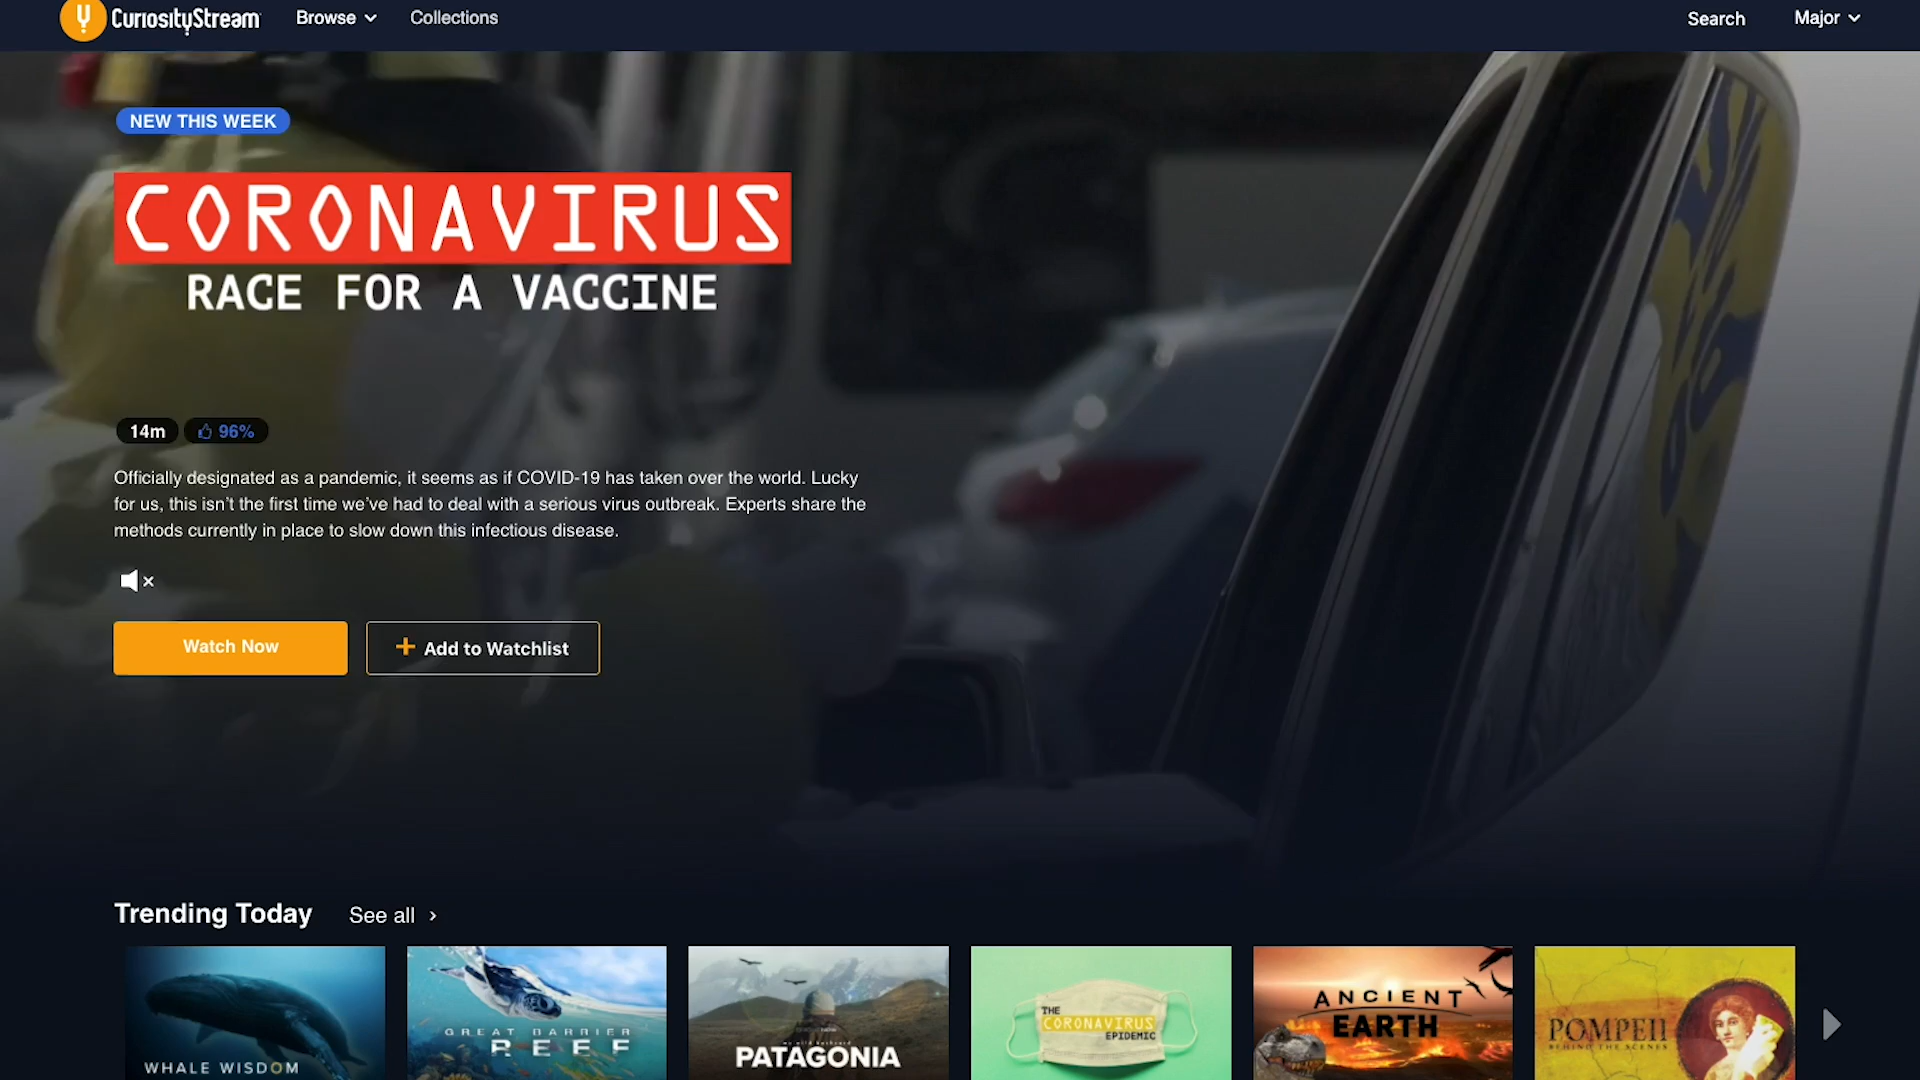 CURIOSITYSTREAM
Browse
Collections
Search
Major
NEW THIS WEEK
CORONAVIRUS
RACE FOR A VACCINE
14m
96%
Officially designated as a pandemic, it seems as if COVID-19 has taken over the world. Lucky
for us, this isn’t the first time we’ve had to deal with a serious virus outbreak. Experts share the
methods currently in place to slow down this infectious disease.
Watch Now
+ Add to Watchlist
Trending Today
See all ›
WHALE WISDOM
GREAT BARRIER
REEF
PATAGONIA
THE
CORONAVIRUS
EPIDEMIC
ANCIENT
EARTH
POMPEII
BEHIND THE SCENES